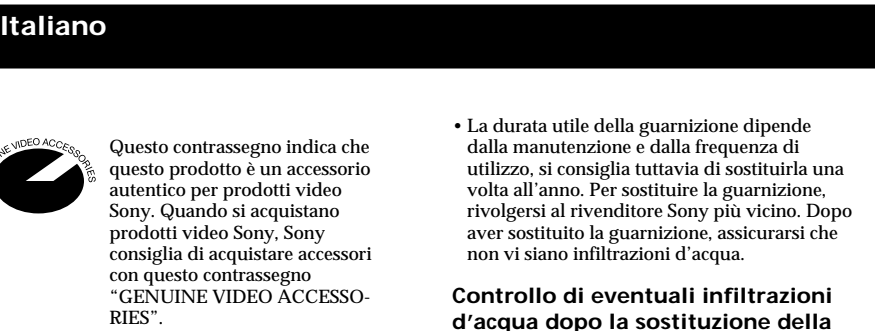 Italiano
GENUINE VIDEO ACCESSORIES
Questo contrassegno indica che
questo prodotto è un accessorio
autentico per prodotti video
Sony. Quando si acquistano
prodotti video Sony, Sony
consiglia di acquistare accessori
con questo contrassegno
“GENUINE VIDEO ACCESSO-
RIES”.
• La durata utile della guarnizione dipende
dalla manutenzione e dalla frequenza di
utilizzo, si consiglia tuttavia di sostituirla una
volta all’anno. Per sostituire la guarnizione,
rivolgersi al rivenditore Sony più vicino. Dopo
aver sostituito la guarnizione, assicurarsi che
non vi siano infiltrazioni d’acqua.
Controllo di eventuali infiltrazioni
d’acqua dopo la sostituzione della